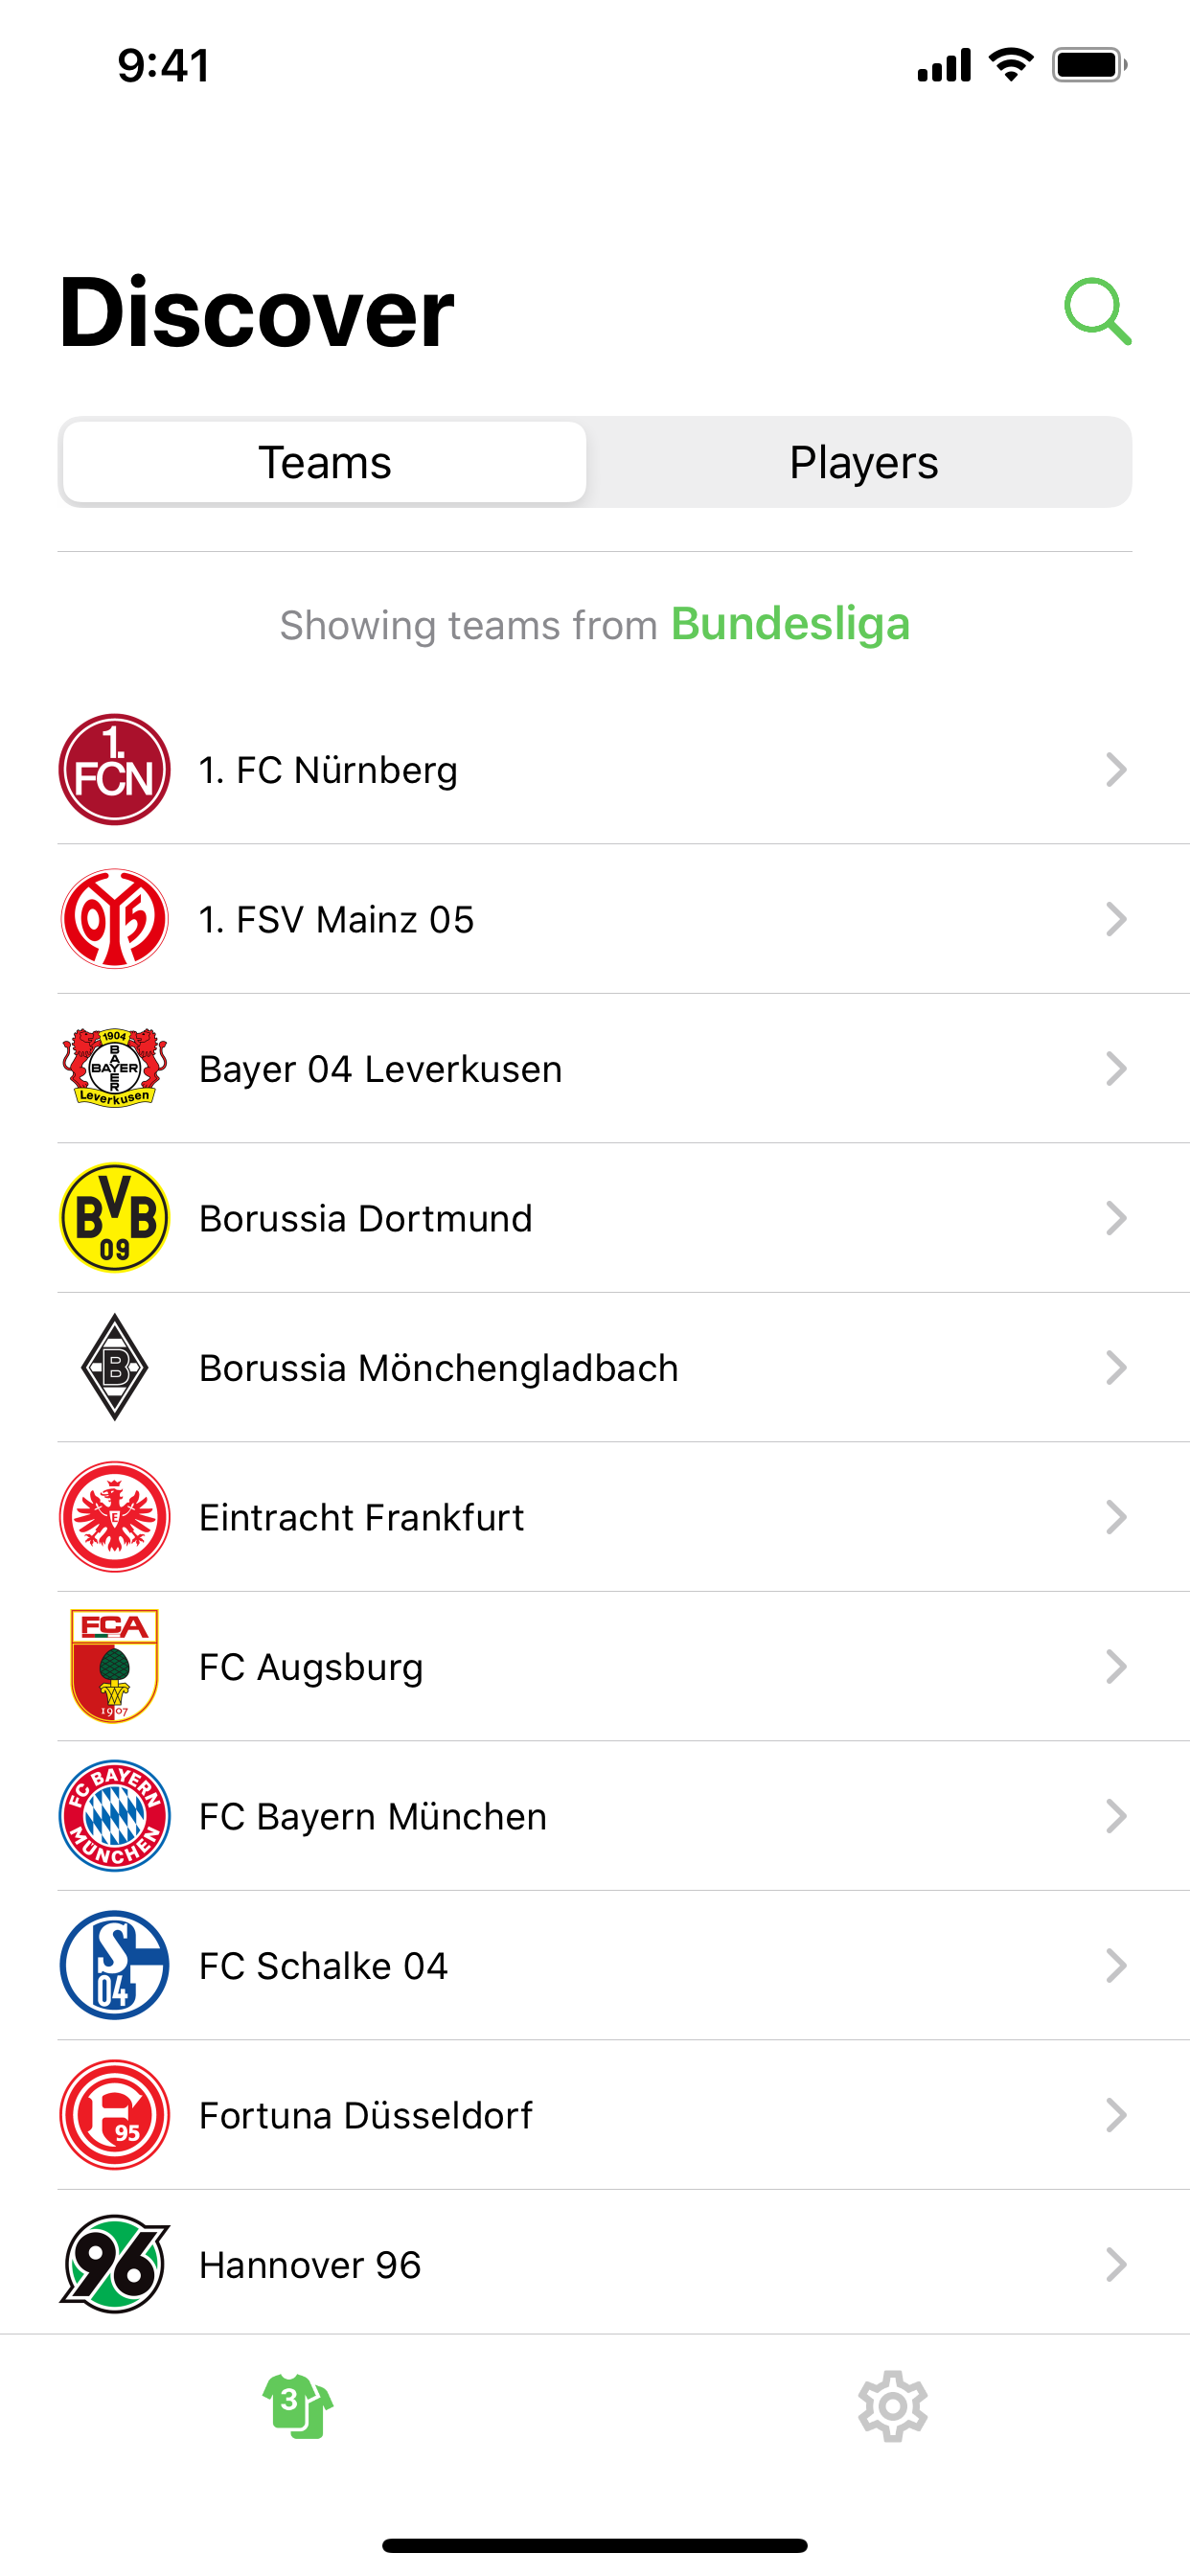 9:41
Discover
Teams Players
Showing teams from Bundesliga
1.
FCN
1. FC Nürnberg
05
1. FSV Mainz 05
1904
BAYER
BAYER
Leverkusen
Bayer 04 Leverkusen
BVB
09
Borussia Dortmund
B
Borussia Mönchengladbach
E
Eintracht Frankfurt
FCA
1907
FC Augsburg
FC BAYERN
MÜNCHEN
FC Bayern München
S
04
FC Schalke 04
F
95
Fortuna Düsseldorf
96
Hannover 96
3